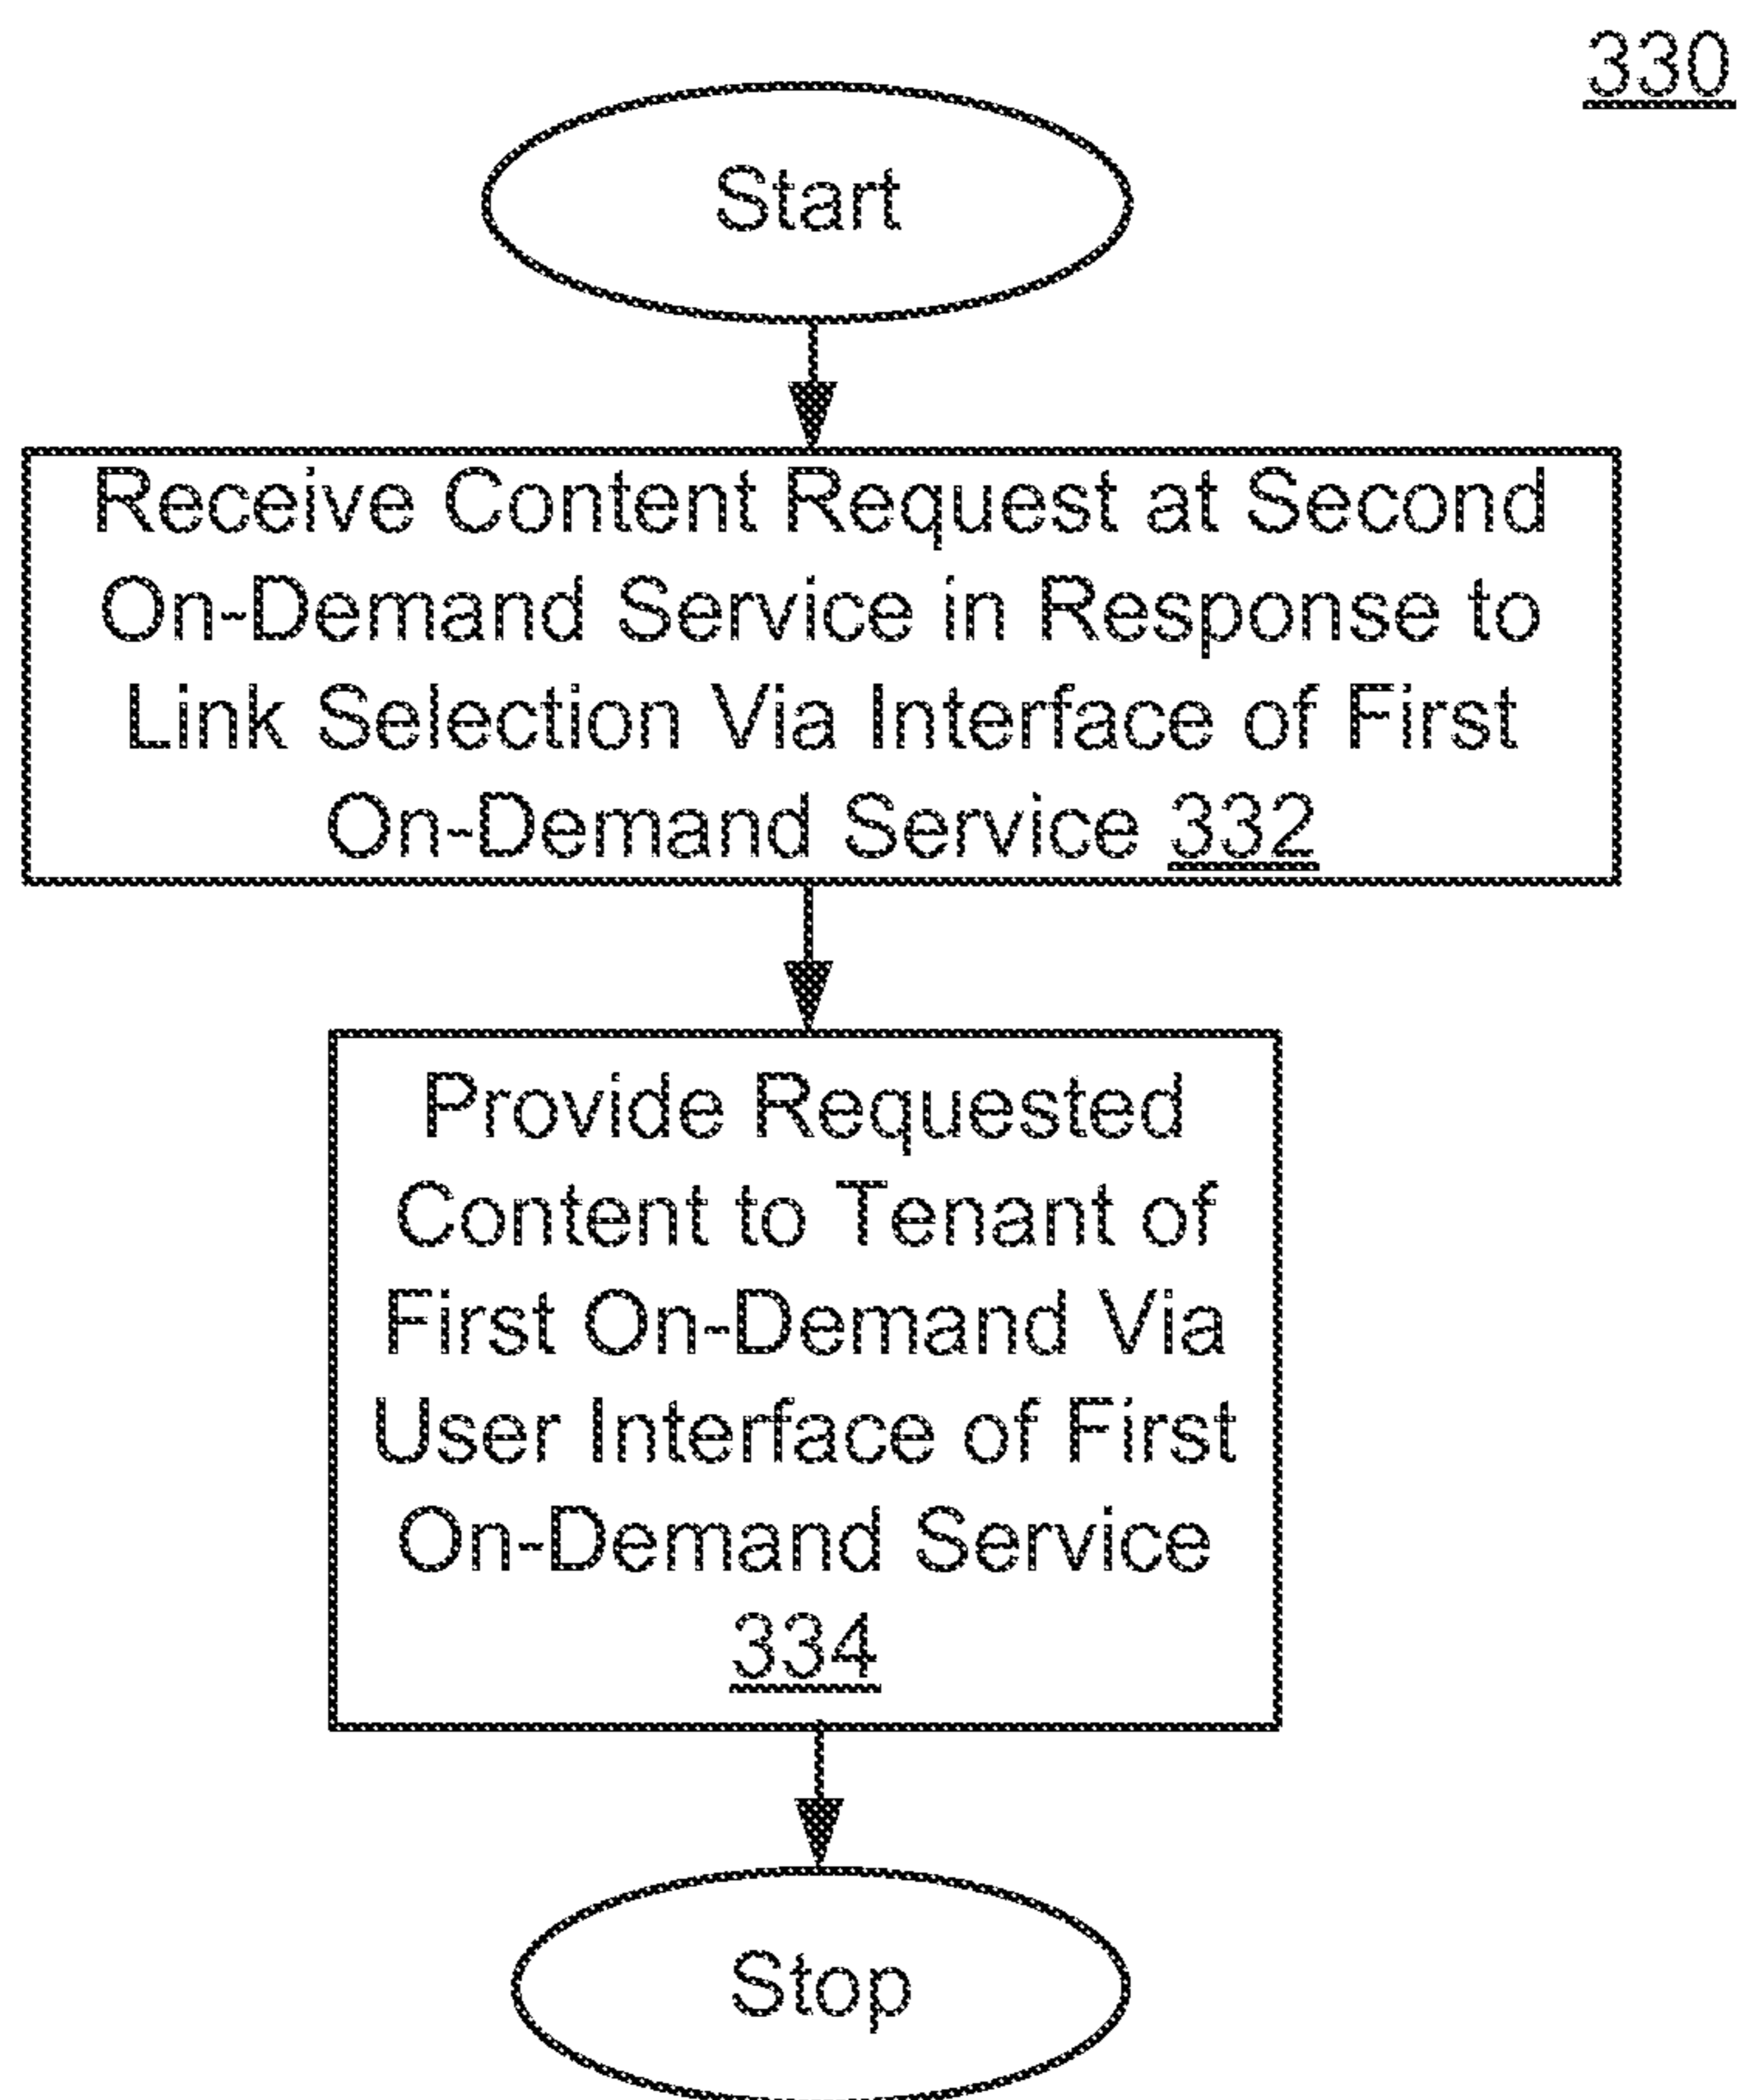 330
Start
Receive Content Request at Second
On-Demand Service in Response to
Link Selection Via Interface of First
On-Demand Service 332
Provide Requested
Content to Tenant of
First On-Demand Via
User Interface of First
On-Demand Service
334
Stop